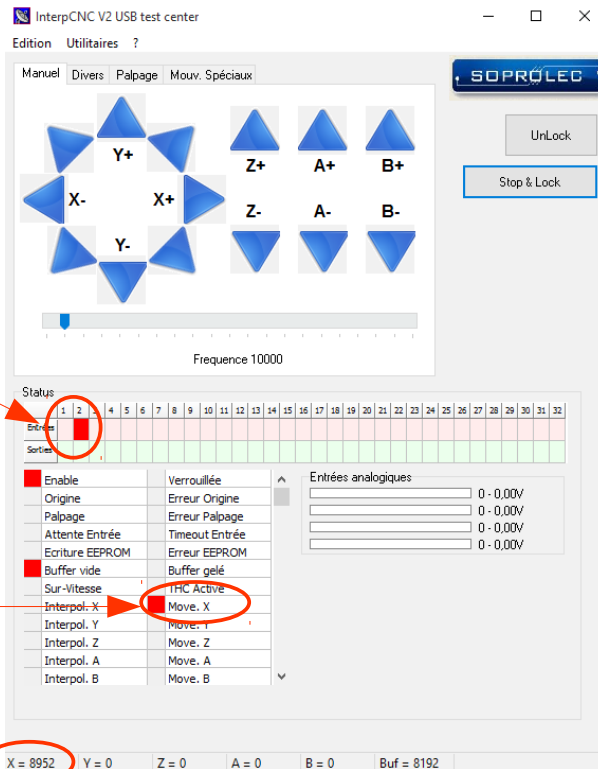 InterpCNC V2 USB test center
Edition Utilitaires ?
Manuel Divers Palpage Mouv. Spéciaux
SOPROLEC
UnLock
Stop & Lock
Y+
X- X+
Y-
Z+ A+ B+
Z- A- B-
Frequence 10000
Status
1 2 3 4 5 6 7 8 9 10 11 12 13 14 15 16 17 18 19 20 21 22 23 24 25 26 27 28 29 30 31 32
Entrées
Sorties
Enable Verrouillée
Origine Erreur Origine
Palpage Erreur Palpage
Attente Entrée Timeout Entrée
Ecriture EEPROM Erreur EEPROM
Buffer vide Buffer gelé
Sur-Vitesse THC Active
Interpol. X Move. X
Interpol. Y Move. Y
Interpol. Z Move. Z
Interpol. A Move. A
Interpol. B Move. B
Entrées analogiques
0 - 0,00V
0 - 0,00V
0 - 0,00V
0 - 0,00V
X = 8952 Y = 0 Z = 0 A = 0 B = 0 Buf = 8192